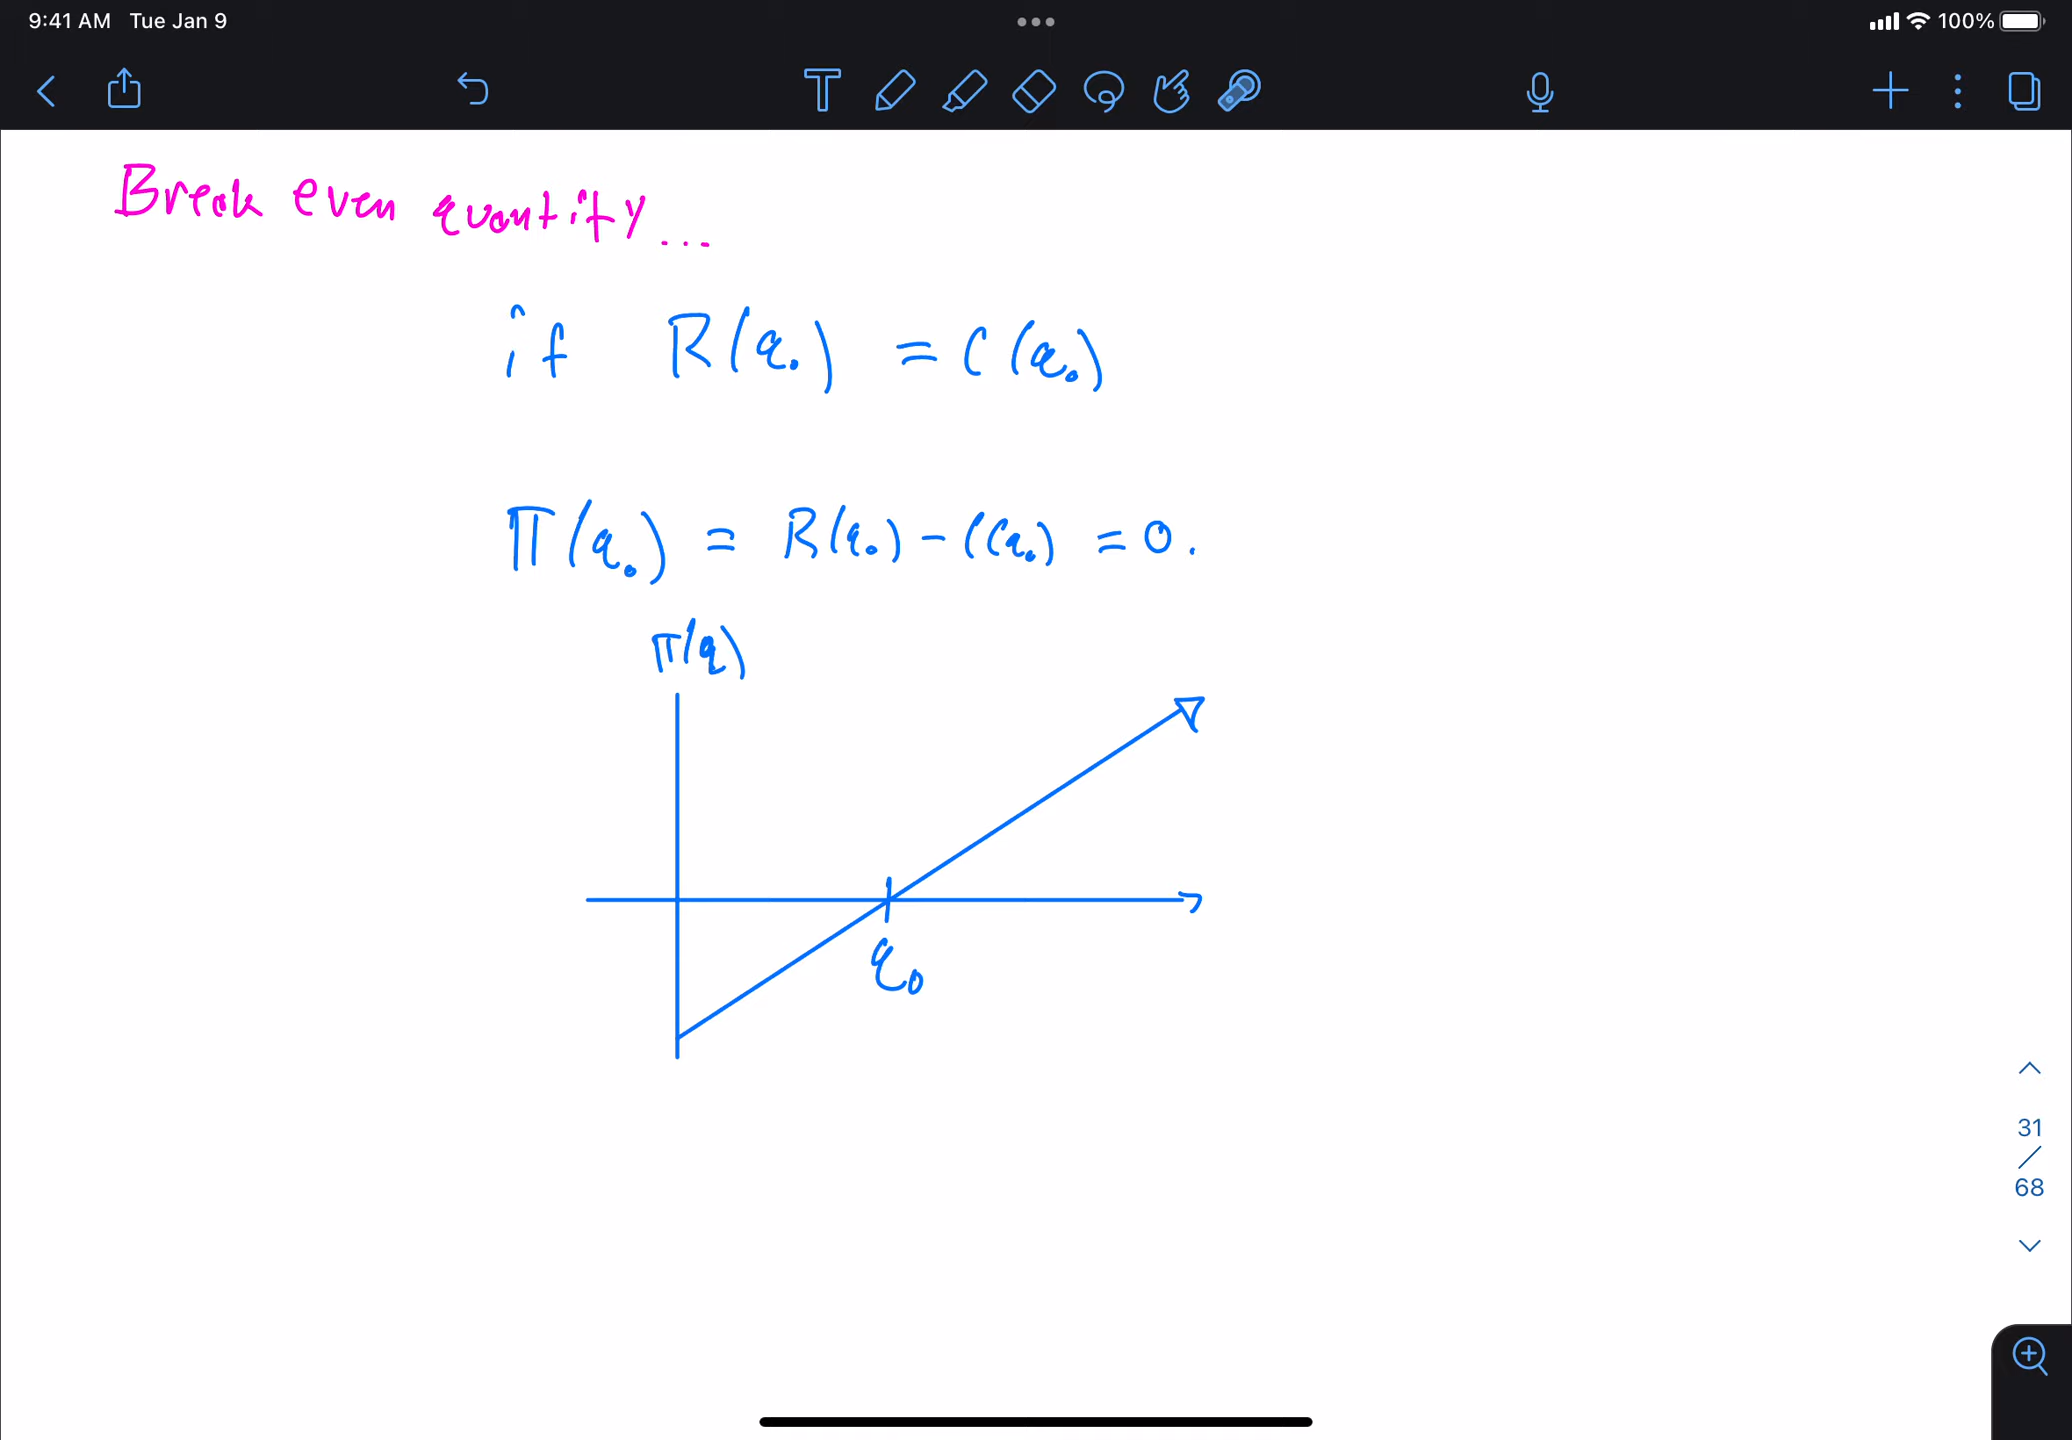 9:41 AM Tue Jan 9
100%
T
Break even quantity...
if R(q₀) = C(q₀)
π(q₀) = R(q₀) - C(q₀) = 0.
π(q)
q₀
31
/
68